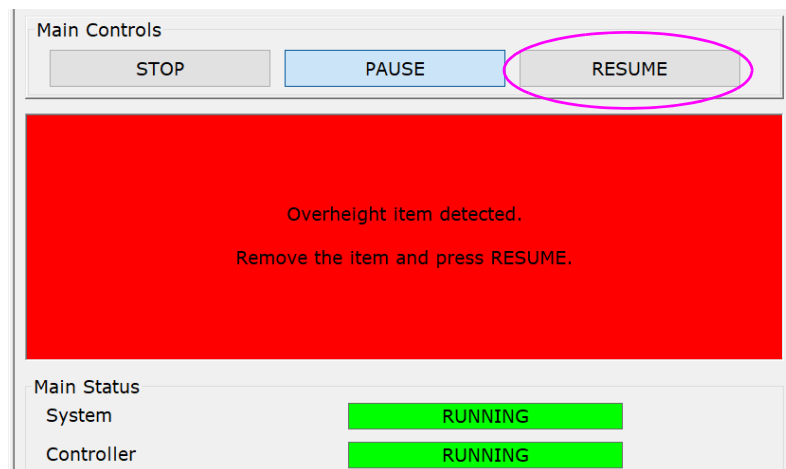 Main Controls
STOP PAUSE RESUME
Overheight item detected.
Remove the item and press RESUME.
Main Status
System RUNNING
Controller RUNNING